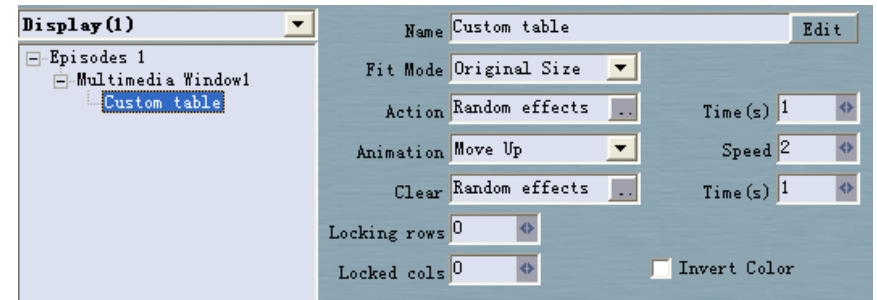 Display(1)
Episodes 1
Multimedia Window1
Custom table
Name Custom table Edit
Fit Mode Original Size
Action Random effects .. Time(s) 1
Animation Move Up Speed 2
Clear Random effects .. Time(s) 1
Locking rows 0
Locked cols 0 Invert Color